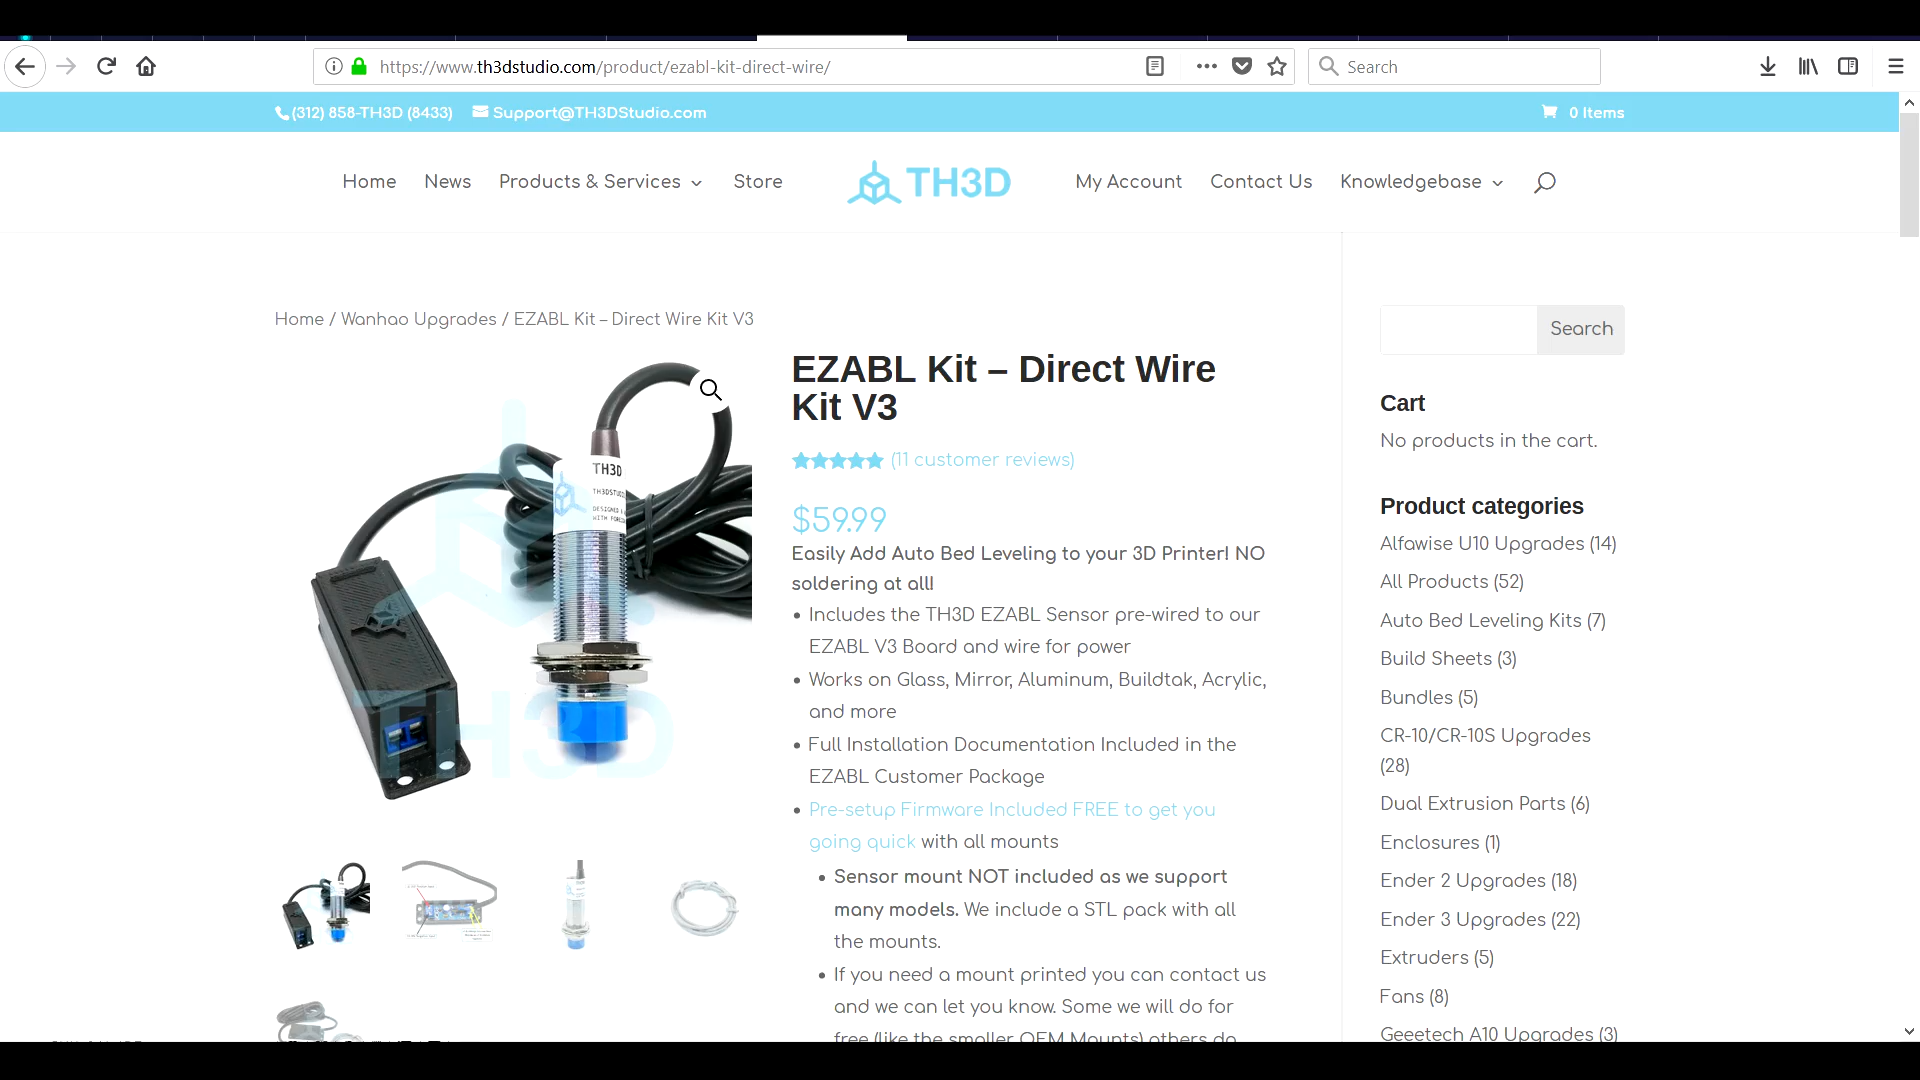 https://www.th3dstudio.com/product/ezabl-kit-direct-wire/
Search
(312) 858-TH3D (8433)
Support@TH3DStudio.com
0 Items
Home
News
Products & Services
Store
TH3D
My Account
Contact Us
Knowledgebase
Home / Wanhao Upgrades / EZABL Kit – Direct Wire Kit V3
TH3D
TH3D
EZABL Kit – Direct Wire
Kit V3
(11 customer reviews)
$59.99
Easily Add Auto Bed Leveling to your 3D Printer! NO
soldering at all!
• Includes the TH3D EZABL Sensor pre-wired to our
EZABL V3 Board and wire for power
• Works on Glass, Mirror, Aluminum, Buildtak, Acrylic,
and more
• Full Installation Documentation Included in the
EZABL Customer Package
• Pre-setup Firmware Included FREE to get you
going quick with all mounts
• Sensor mount NOT included as we support
many models. We include a STL pack with all
the mounts.
• If you need a mount printed you can contact us
and we can let you know. Some we will do for
free (like the smaller OEM Mounts) others do
Search
Cart
No products in the cart.
Product categories
Alfawise U10 Upgrades (14)
All Products (52)
Auto Bed Leveling Kits (7)
Build Sheets (3)
Bundles (5)
CR-10/CR-10S Upgrades
(28)
Dual Extrusion Parts (6)
Enclosures (1)
Ender 2 Upgrades (18)
Ender 3 Upgrades (22)
Extruders (5)
Fans (8)
Geeetech A10 Upgrades (3)